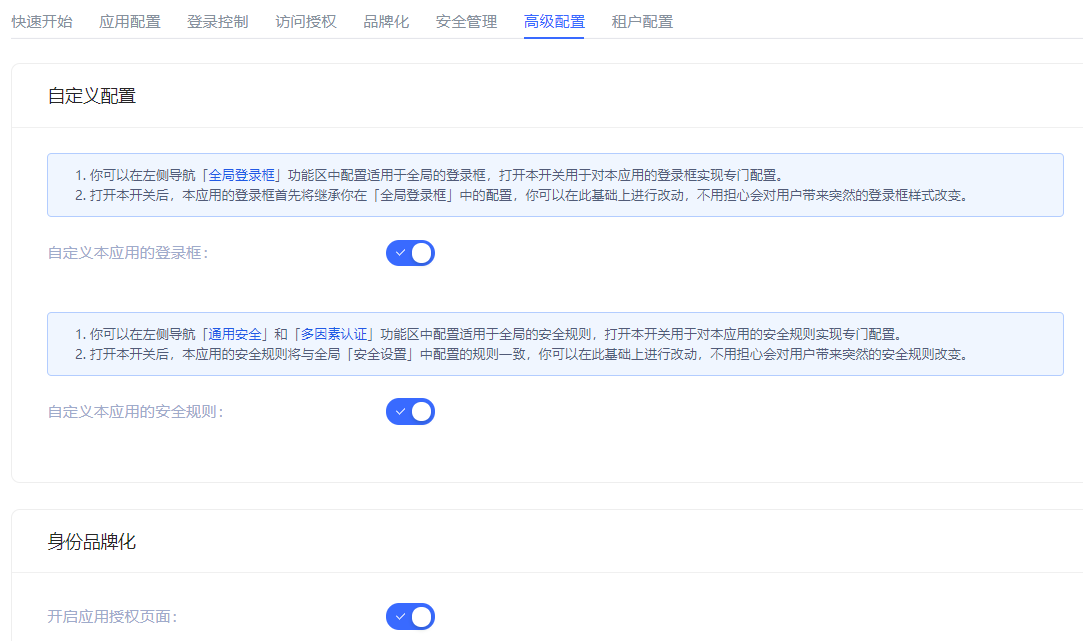 快速开始 应用配置 登录控制 访问授权 品牌化 安全管理 高级配置 租户配置
自定义配置
1. 你可以在左侧导航「全局登录框」功能区中配置适用于全局的登录框，打开本开关用于对本应用的登录框实现专门配置。
2. 打开本开关后，本应用的登录框首先将继承你在「全局登录框」中的配置，你可以在此基础上进行改动，不用担心会对用户带来突然的登录框样式改变。
自定义本应用的登录框：
1. 你可以在左侧导航「通用安全」和「多因素认证」功能区中配置适用于全局的安全规则，打开本开关用于对本应用的安全规则实现专门配置。
2. 打开本开关后，本应用的安全规则将与全局「安全设置」中配置的规则一致，你可以在此基础上进行改动，不用担心会对用户带来突然的安全规则改变。
自定义本应用的安全规则：
身份品牌化
开启应用授权页面：